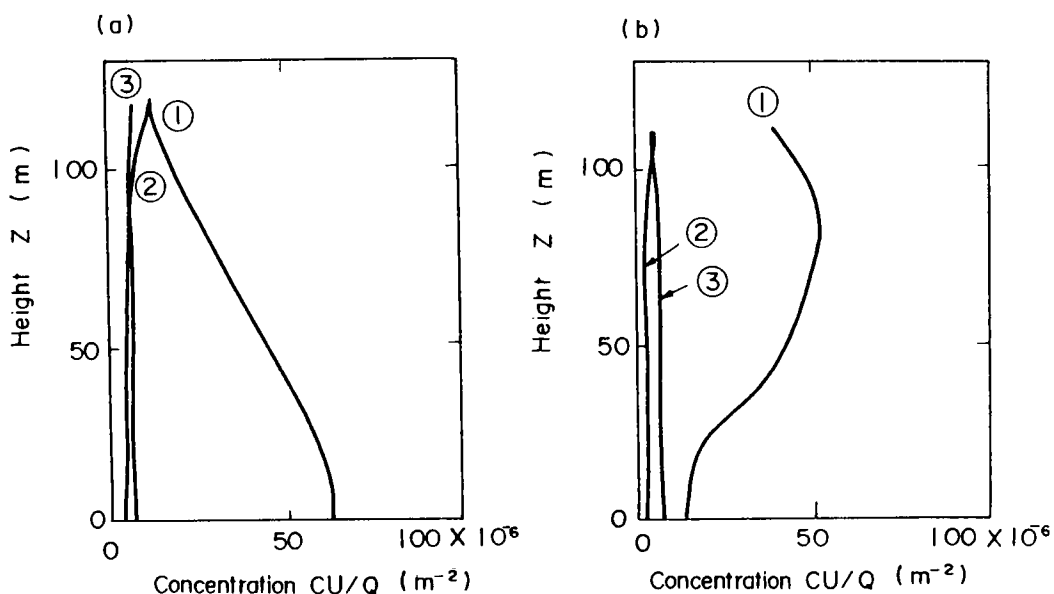 (a)
③
①
②
100
50
0
Height Z (m)
0 50 100 × 10⁻⁶
Concentration CU/Q (m⁻²)
(b)
①
②
③
100
50
0
Height Z (m)
0 50 100 × 10⁻⁶
Concentration CU/Q (m⁻²)